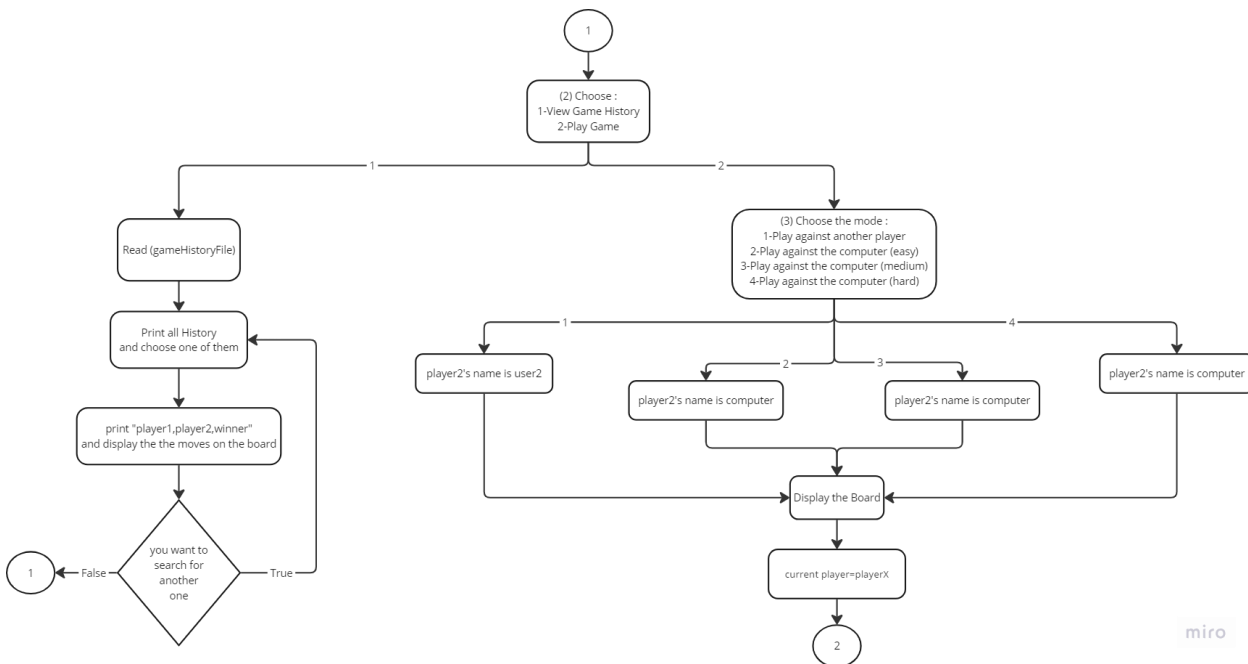 1
(2) Choose :
1-View Game History
2-Play Game
1
2
Read (gameHistoryFile)
Print all History
and choose one of them
print "player1,player2,winner"
and display the the moves on the board
you want to
search for
another
one
False
True
1
(3) Choose the mode :
1-Play against another player
2-Play against the computer (easy)
3-Play against the computer (medium)
4-Play against the computer (hard)
1
2
3
4
player2's name is user2
player2's name is computer
player2's name is computer
player2's name is computer
Display the Board
current player=playerX
2
miro